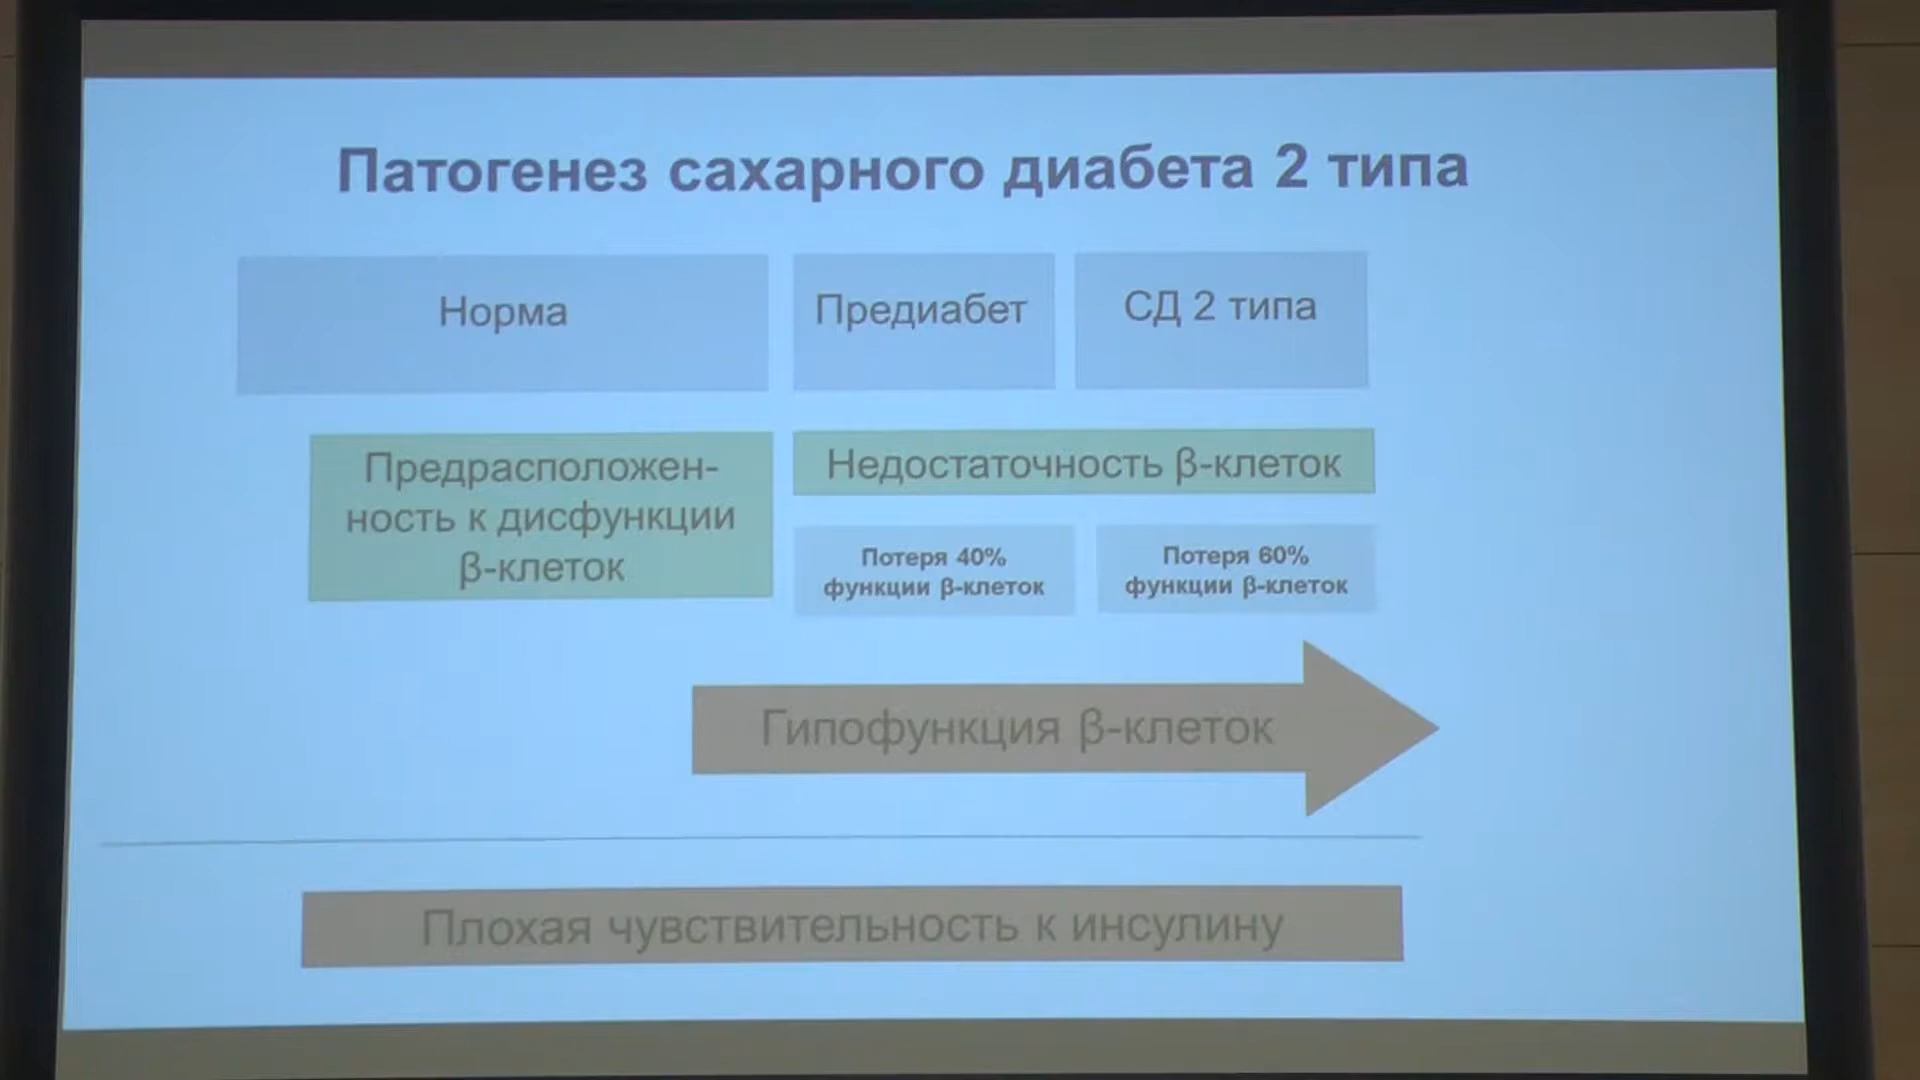 Патогенез сахарного диабета 2 типа
Норма
Предиабет
СД 2 типа
Предрасположен-
ность к дисфункции
β-клеток
Недостаточность β-клеток
Потеря 40%
функции β-клеток
Потеря 60%
функции β-клеток
Гипофункция β-клеток
Плохая чувствительность к инсулину